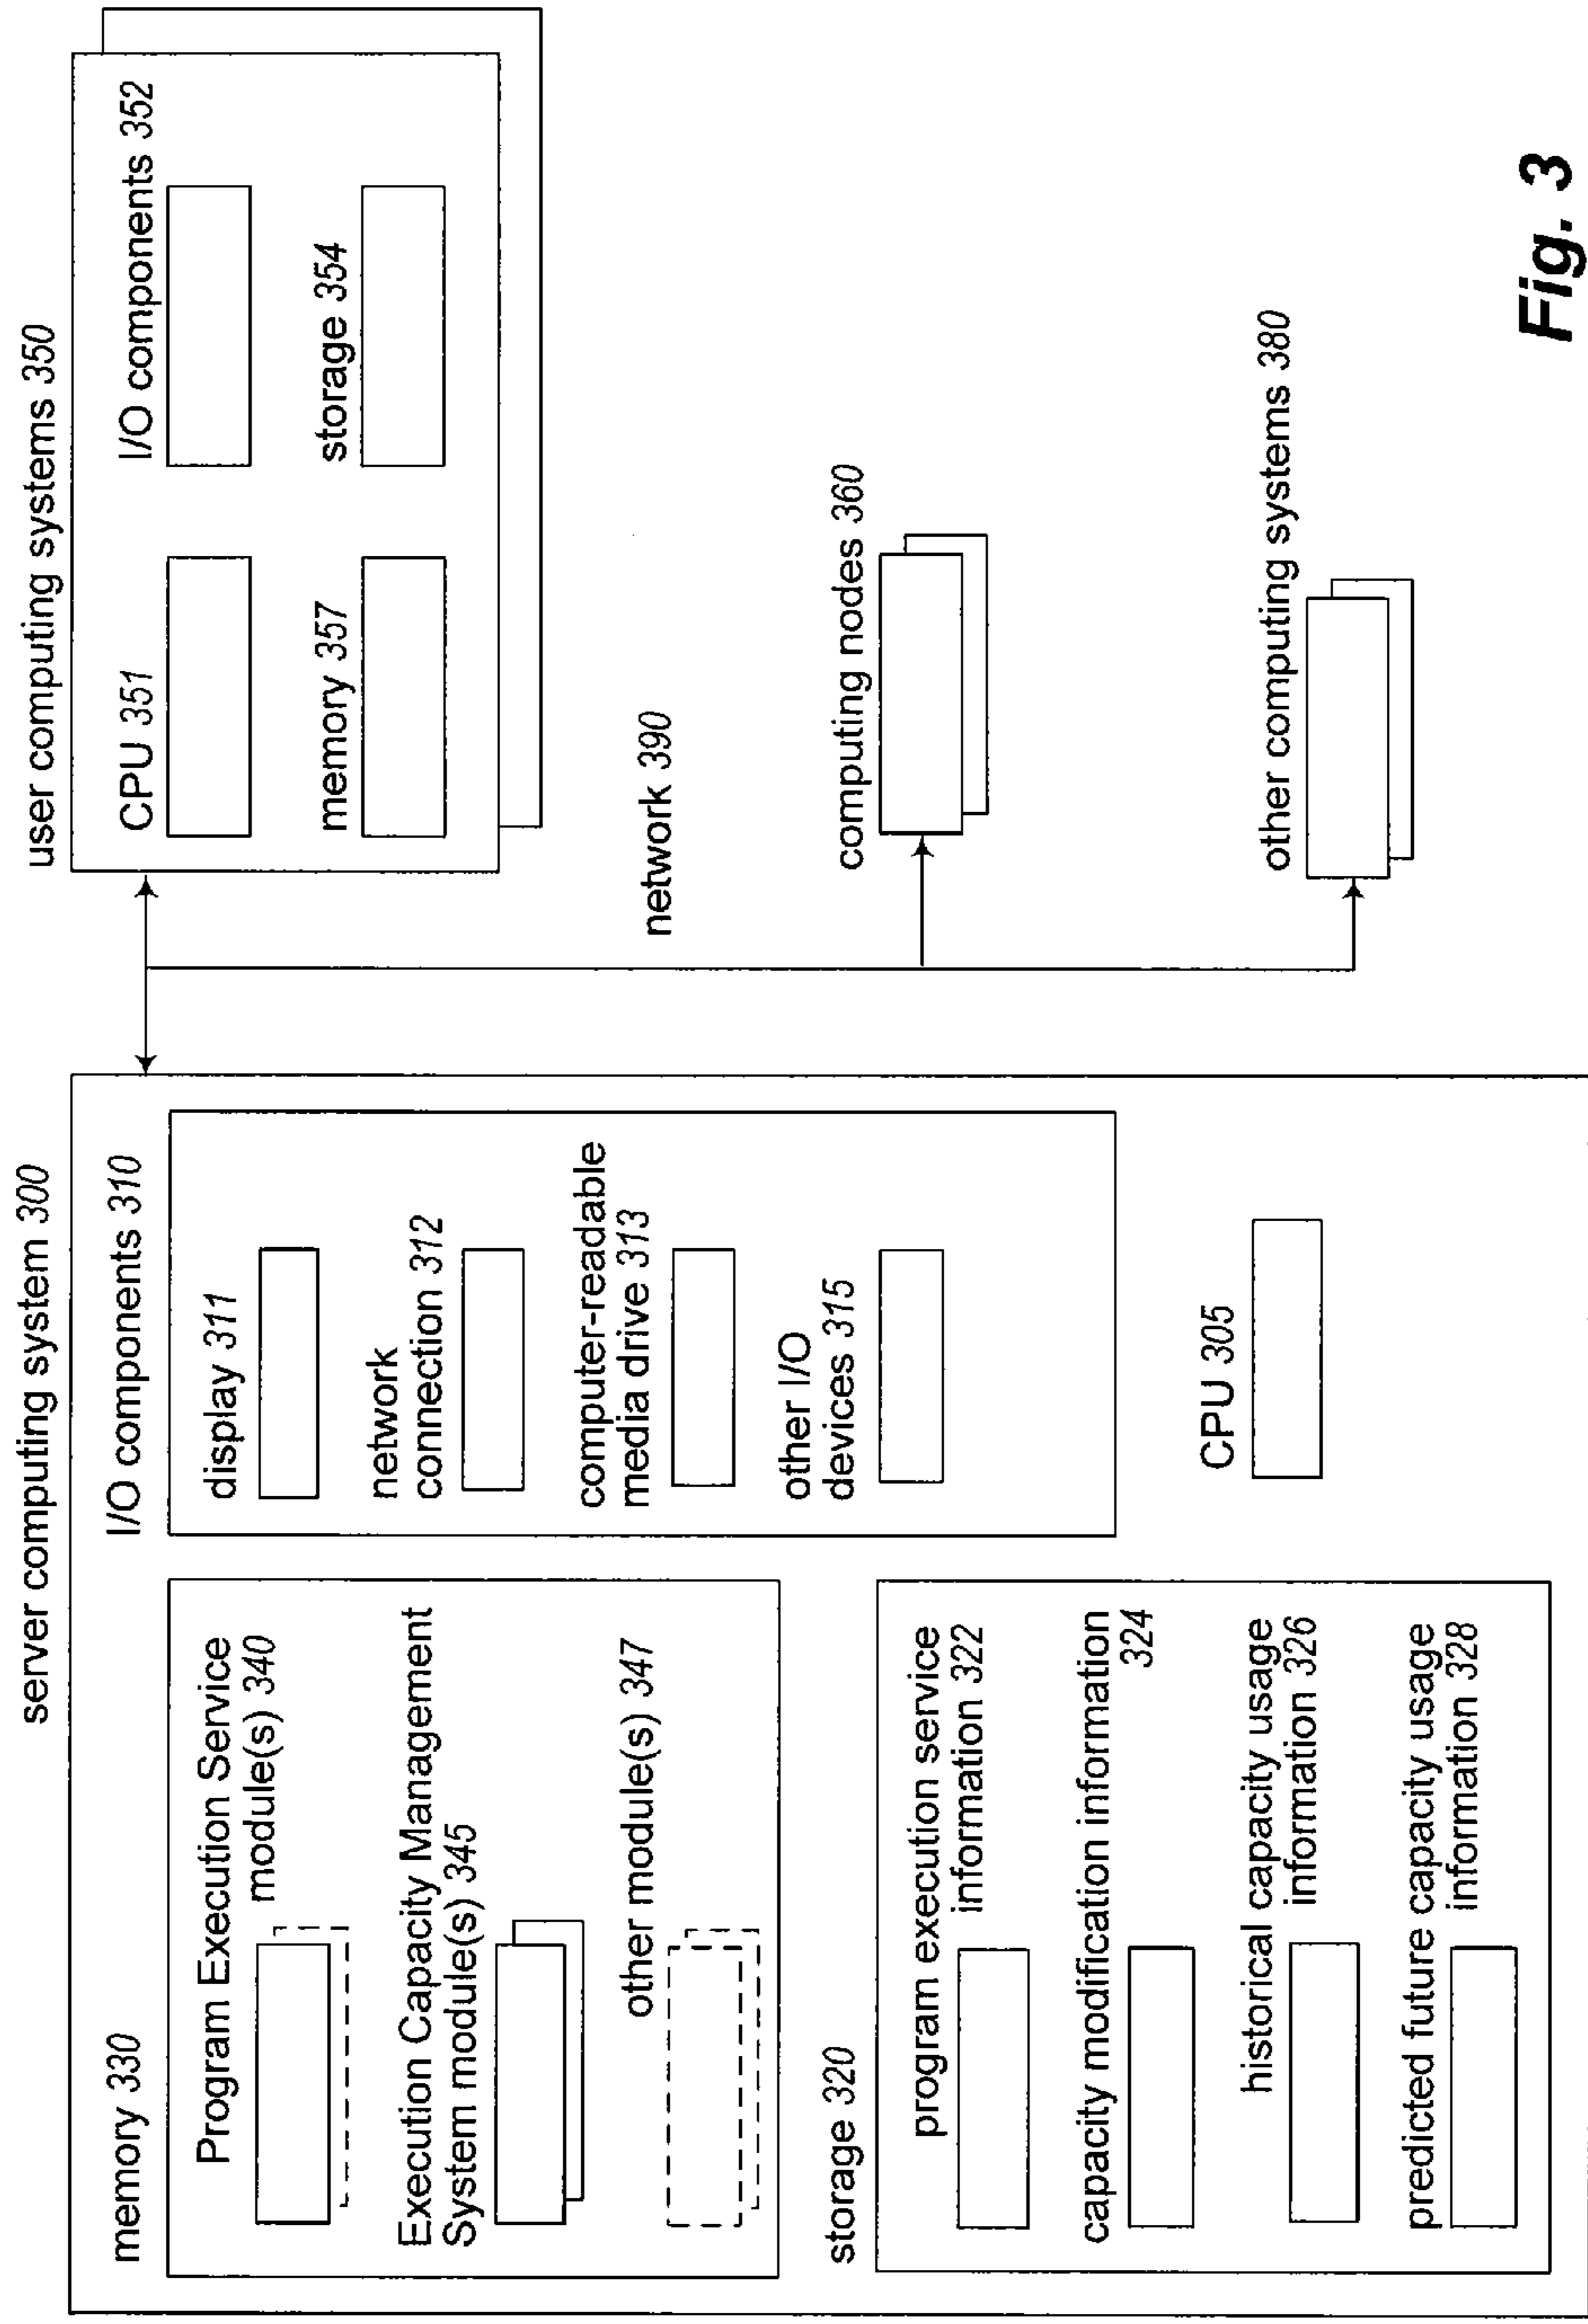 server computing system 300
memory 330
Program Execution Service
module(s) 340
Execution Capacity Management
System module(s) 345
other module(s) 347
storage 320
program execution service
information 322
capacity modification information
324
historical capacity usage
information 326
predicted future capacity usage
information 328
I/O components 310
display 311
network
connection 312
computer-readable
media drive 313
other I/O
devices 315
CPU 305
user computing systems 350
CPU 351
I/O components 352
memory 357
storage 354
network 390
computing nodes 360
other computing systems 380
Fig. 3